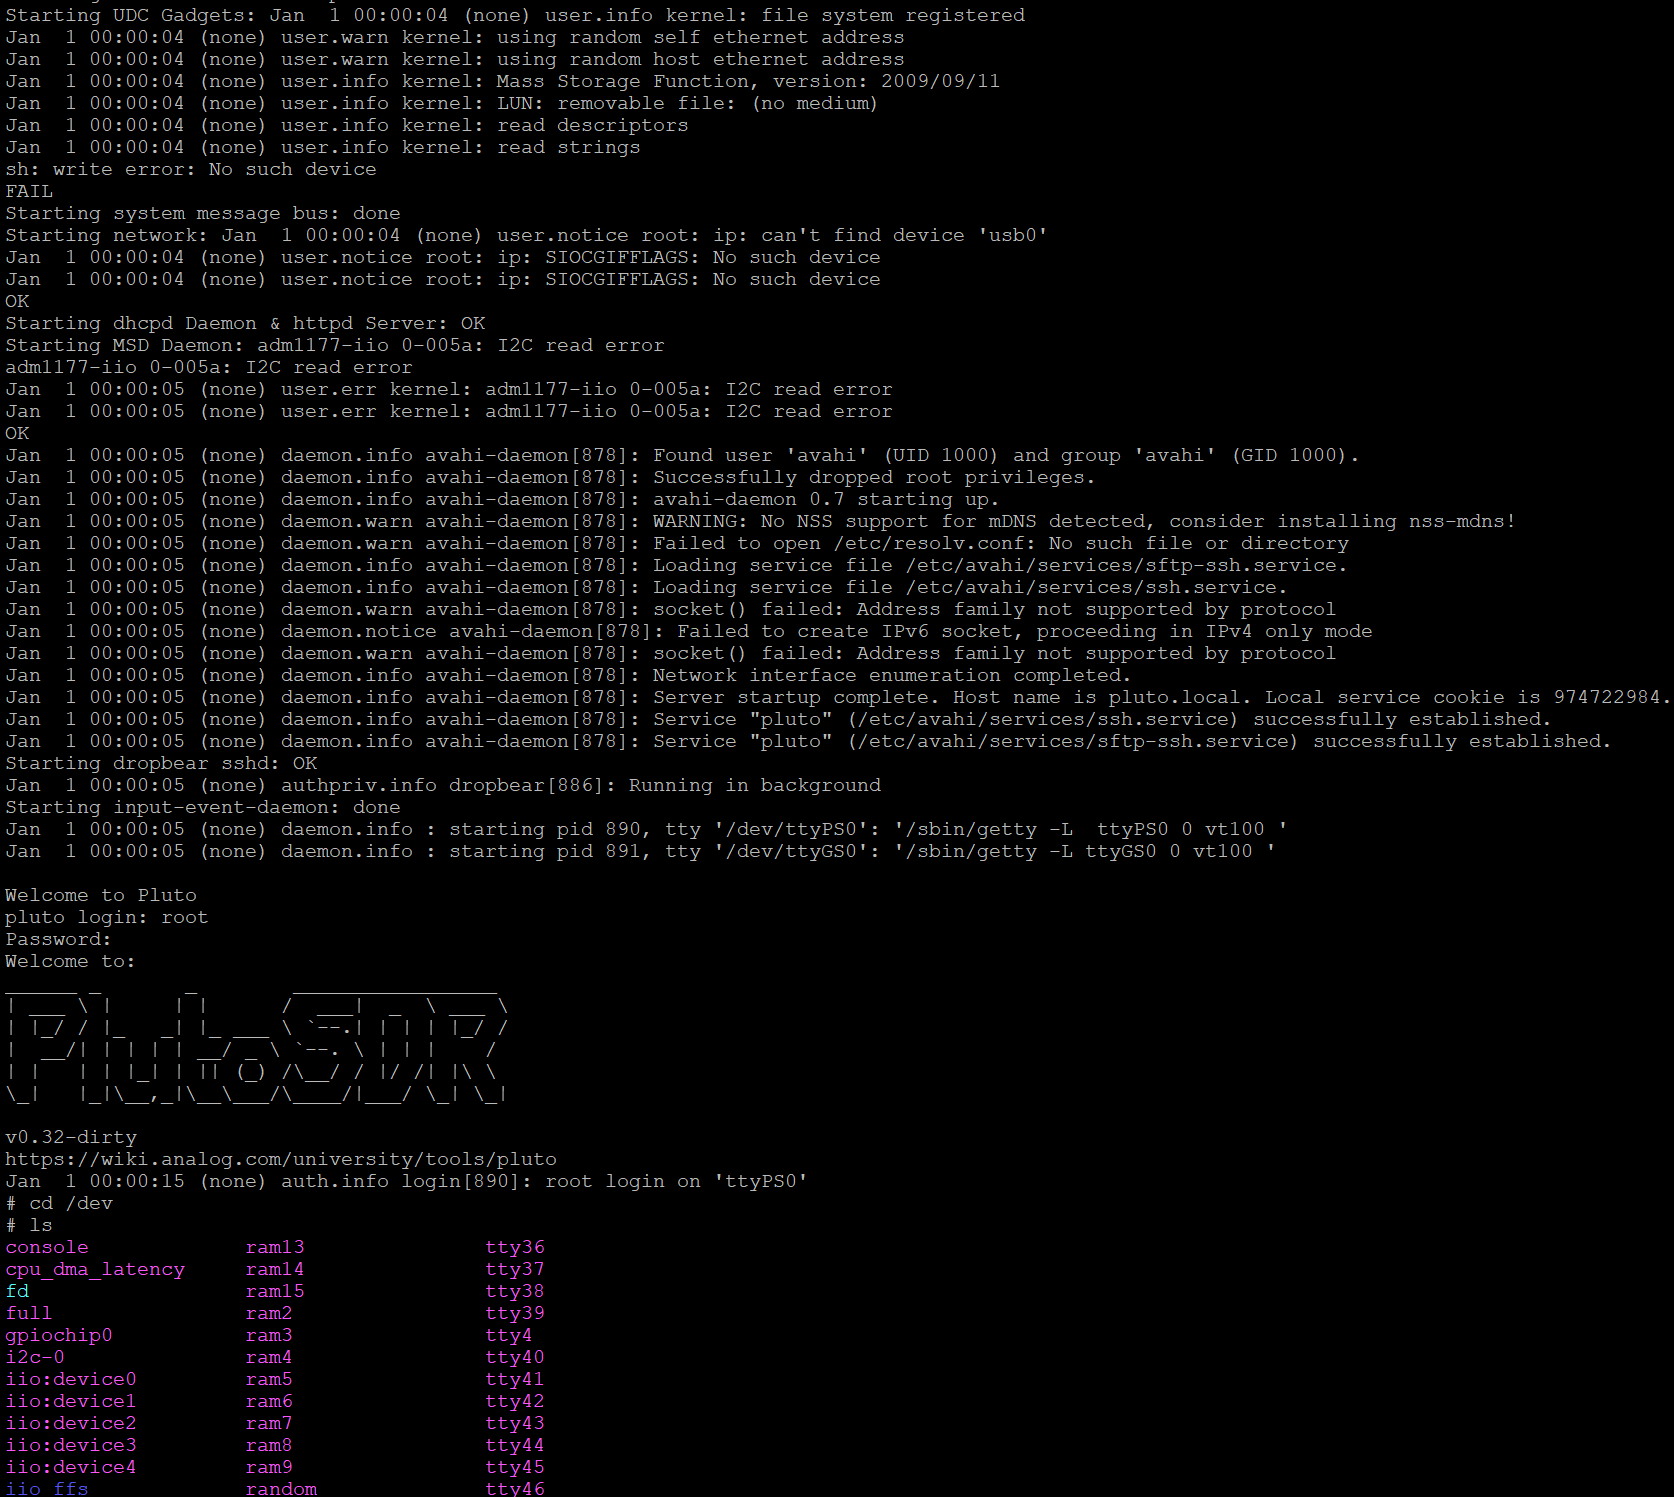 Starting UDC Gadgets: Jan  1 00:00:04 (none) user.info kernel: file system registered
Jan  1 00:00:04 (none) user.warn kernel: using random self ethernet address
Jan  1 00:00:04 (none) user.warn kernel: using random host ethernet address
Jan  1 00:00:04 (none) user.info kernel: Mass Storage Function, version: 2009/09/11
Jan  1 00:00:04 (none) user.info kernel: LUN: removable file: (no medium)
Jan  1 00:00:04 (none) user.info kernel: read descriptors
Jan  1 00:00:04 (none) user.info kernel: read strings
sh: write error: No such device
FAIL
Starting system message bus: done
Starting network: Jan  1 00:00:04 (none) user.notice root: ip: can't find device 'usb0'
Jan  1 00:00:04 (none) user.notice root: ip: SIOCGIFFLAGS: No such device
Jan  1 00:00:04 (none) user.notice root: ip: SIOCGIFFLAGS: No such device
OK
Starting dhcpd Daemon & httpd Server: OK
Starting MSD Daemon: adm1177-iio 0-005a: I2C read error
adm1177-iio 0-005a: I2C read error
Jan  1 00:00:05 (none) user.err kernel: adm1177-iio 0-005a: I2C read error
Jan  1 00:00:05 (none) user.err kernel: adm1177-iio 0-005a: I2C read error
OK
Jan  1 00:00:05 (none) daemon.info avahi-daemon[878]: Found user 'avahi' (UID 1000) and group 'avahi' (GID 1000).
Jan  1 00:00:05 (none) daemon.info avahi-daemon[878]: Successfully dropped root privileges.
Jan  1 00:00:05 (none) daemon.info avahi-daemon[878]: avahi-daemon 0.7 starting up.
Jan  1 00:00:05 (none) daemon.warn avahi-daemon[878]: WARNING: No NSS support for mDNS detected, consider installing nss-mdns!
Jan  1 00:00:05 (none) daemon.warn avahi-daemon[878]: Failed to open /etc/resolv.conf: No such file or directory
Jan  1 00:00:05 (none) daemon.info avahi-daemon[878]: Loading service file /etc/avahi/services/sftp-ssh.service.
Jan  1 00:00:05 (none) daemon.info avahi-daemon[878]: Loading service file /etc/avahi/services/ssh.service.
Jan  1 00:00:05 (none) daemon.warn avahi-daemon[878]: socket() failed: Address family not supported by protocol
Jan  1 00:00:05 (none) daemon.notice avahi-daemon[878]: Failed to create IPv6 socket, proceeding in IPv4 only mode
Jan  1 00:00:05 (none) daemon.warn avahi-daemon[878]: socket() failed: Address family not supported by protocol
Jan  1 00:00:05 (none) daemon.info avahi-daemon[878]: Network interface enumeration completed.
Jan  1 00:00:05 (none) daemon.info avahi-daemon[878]: Server startup complete. Host name is pluto.local. Local service cookie is 974722984.
Jan  1 00:00:05 (none) daemon.info avahi-daemon[878]: Service "pluto" (/etc/avahi/services/ssh.service) successfully established.
Jan  1 00:00:05 (none) daemon.info avahi-daemon[878]: Service "pluto" (/etc/avahi/services/sftp-ssh.service) successfully established.
Starting dropbear sshd: OK
Jan  1 00:00:05 (none) authpriv.info dropbear[886]: Running in background
Starting input-event-daemon: done
Jan  1 00:00:05 (none) daemon.info : starting pid 890, tty '/dev/ttyPS0': '/sbin/getty -L  ttyPS0 0 vt100 '
Jan  1 00:00:05 (none) daemon.info : starting pid 891, tty '/dev/ttyGS0': '/sbin/getty -L ttyGS0 0 vt100 '
Welcome to Pluto
pluto login: root
Password:
Welcome to:
PlutoSDR
v0.32-dirty
https://wiki.analog.com/university/tools/pluto
Jan  1 00:00:15 (none) auth.info login[890]: root login on 'ttyPS0'
# cd /dev
# ls
console ram13 tty36
cpu_dma_latency ram14 tty37
fd ram15 tty38
full ram2 tty39
gpiochip0 ram3 tty4
i2c-0 ram4 tty40
iio:device0 ram5 tty41
iio:device1 ram6 tty42
iio:device2 ram7 tty43
iio:device3 ram8 tty44
iio:device4 ram9 tty45
iio_ffs random tty46